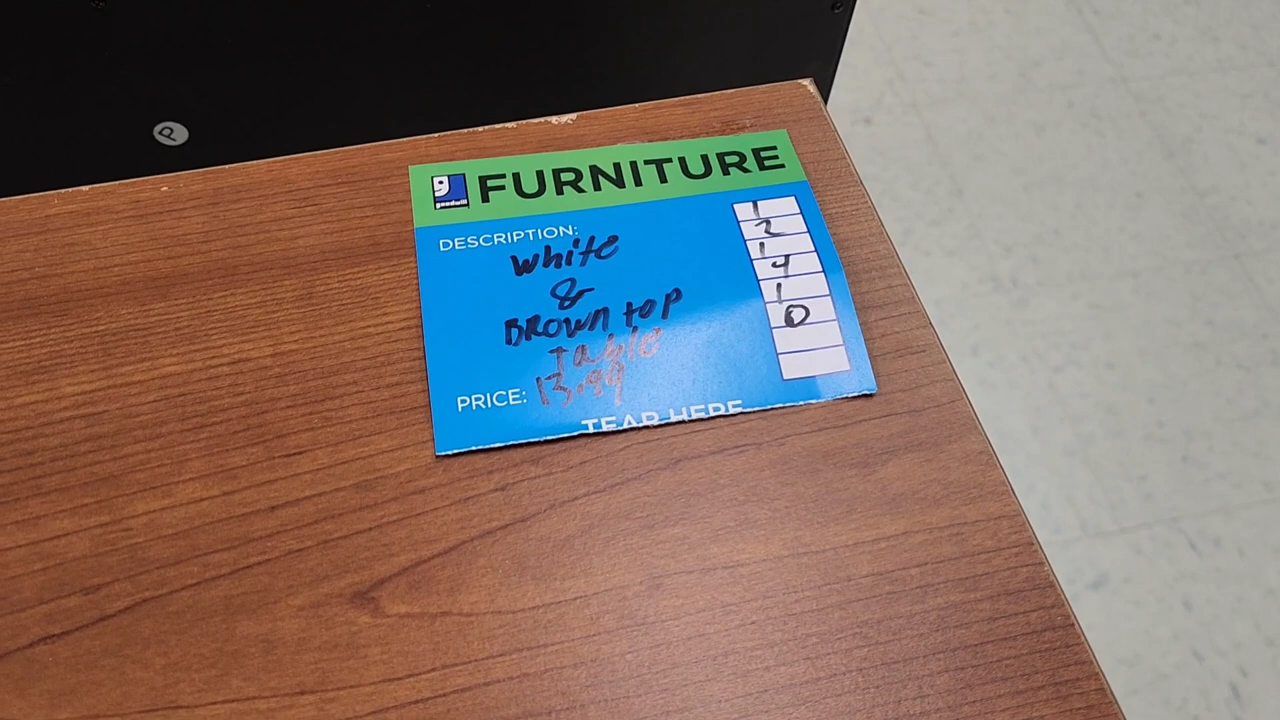 P
goodwill
FURNITURE
DESCRIPTION:
White
&
BROWN top
Table
PRICE: 13.99
TEAR HERE
1
2
1
4
1
0